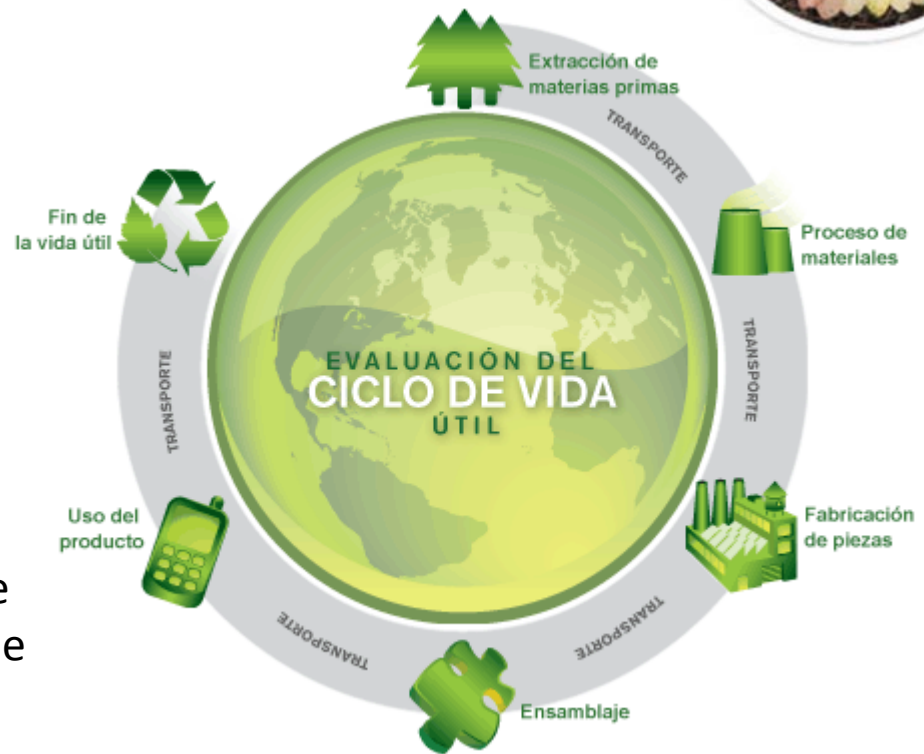 Extracción de
materias primas
TRANSPORTE
Proceso de
materiales
TRANSPORTE
Fabricación
de piezas
TRANSPORTE
Ensamblaje
TRANSPORTE
Uso del
producto
TRANSPORTE
Fin de
la vida útil
EVALUACIÓN DEL
CICLO DE VIDA
ÚTIL
e
e